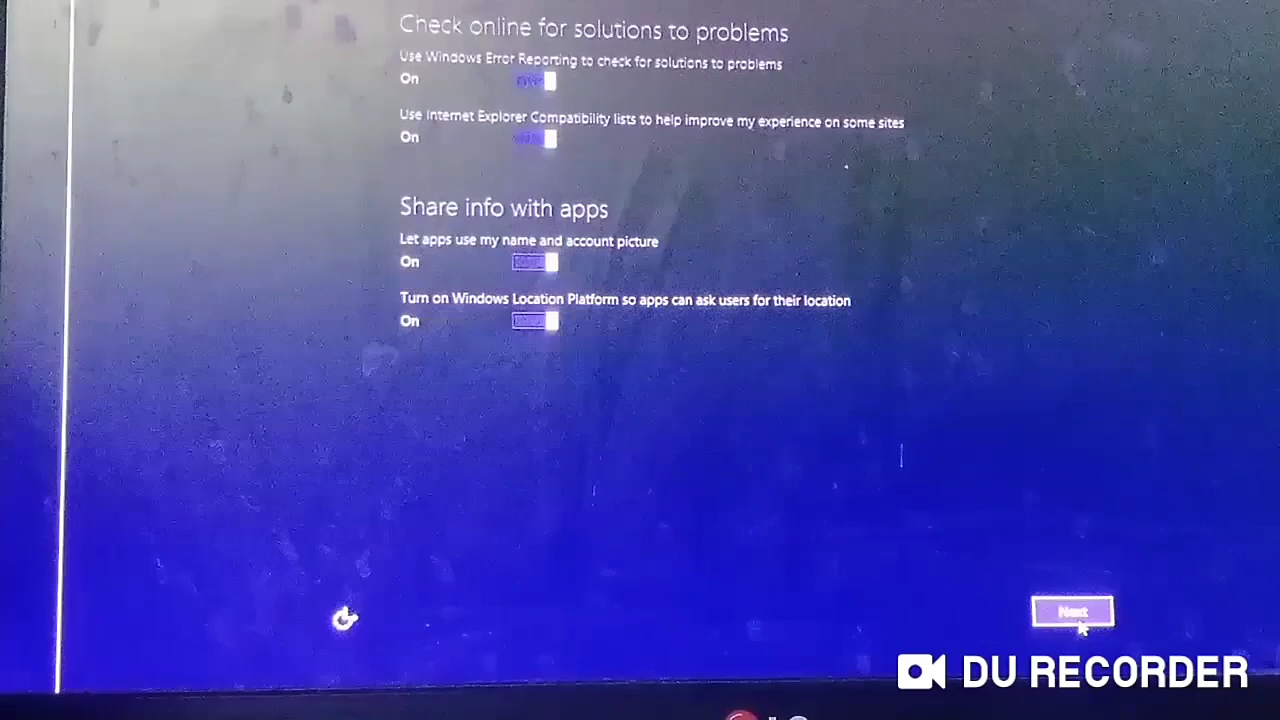 Check online for solutions to problems
Use Windows Error Reporting to check for solutions to problems
On
Use Internet Explorer Compatibility lists to help improve my experience on some sites
On
Share info with apps
Let apps use my name and account picture
On
Turn on Windows Location Platform so apps can ask users for their location
On
Next
DU RECORDER